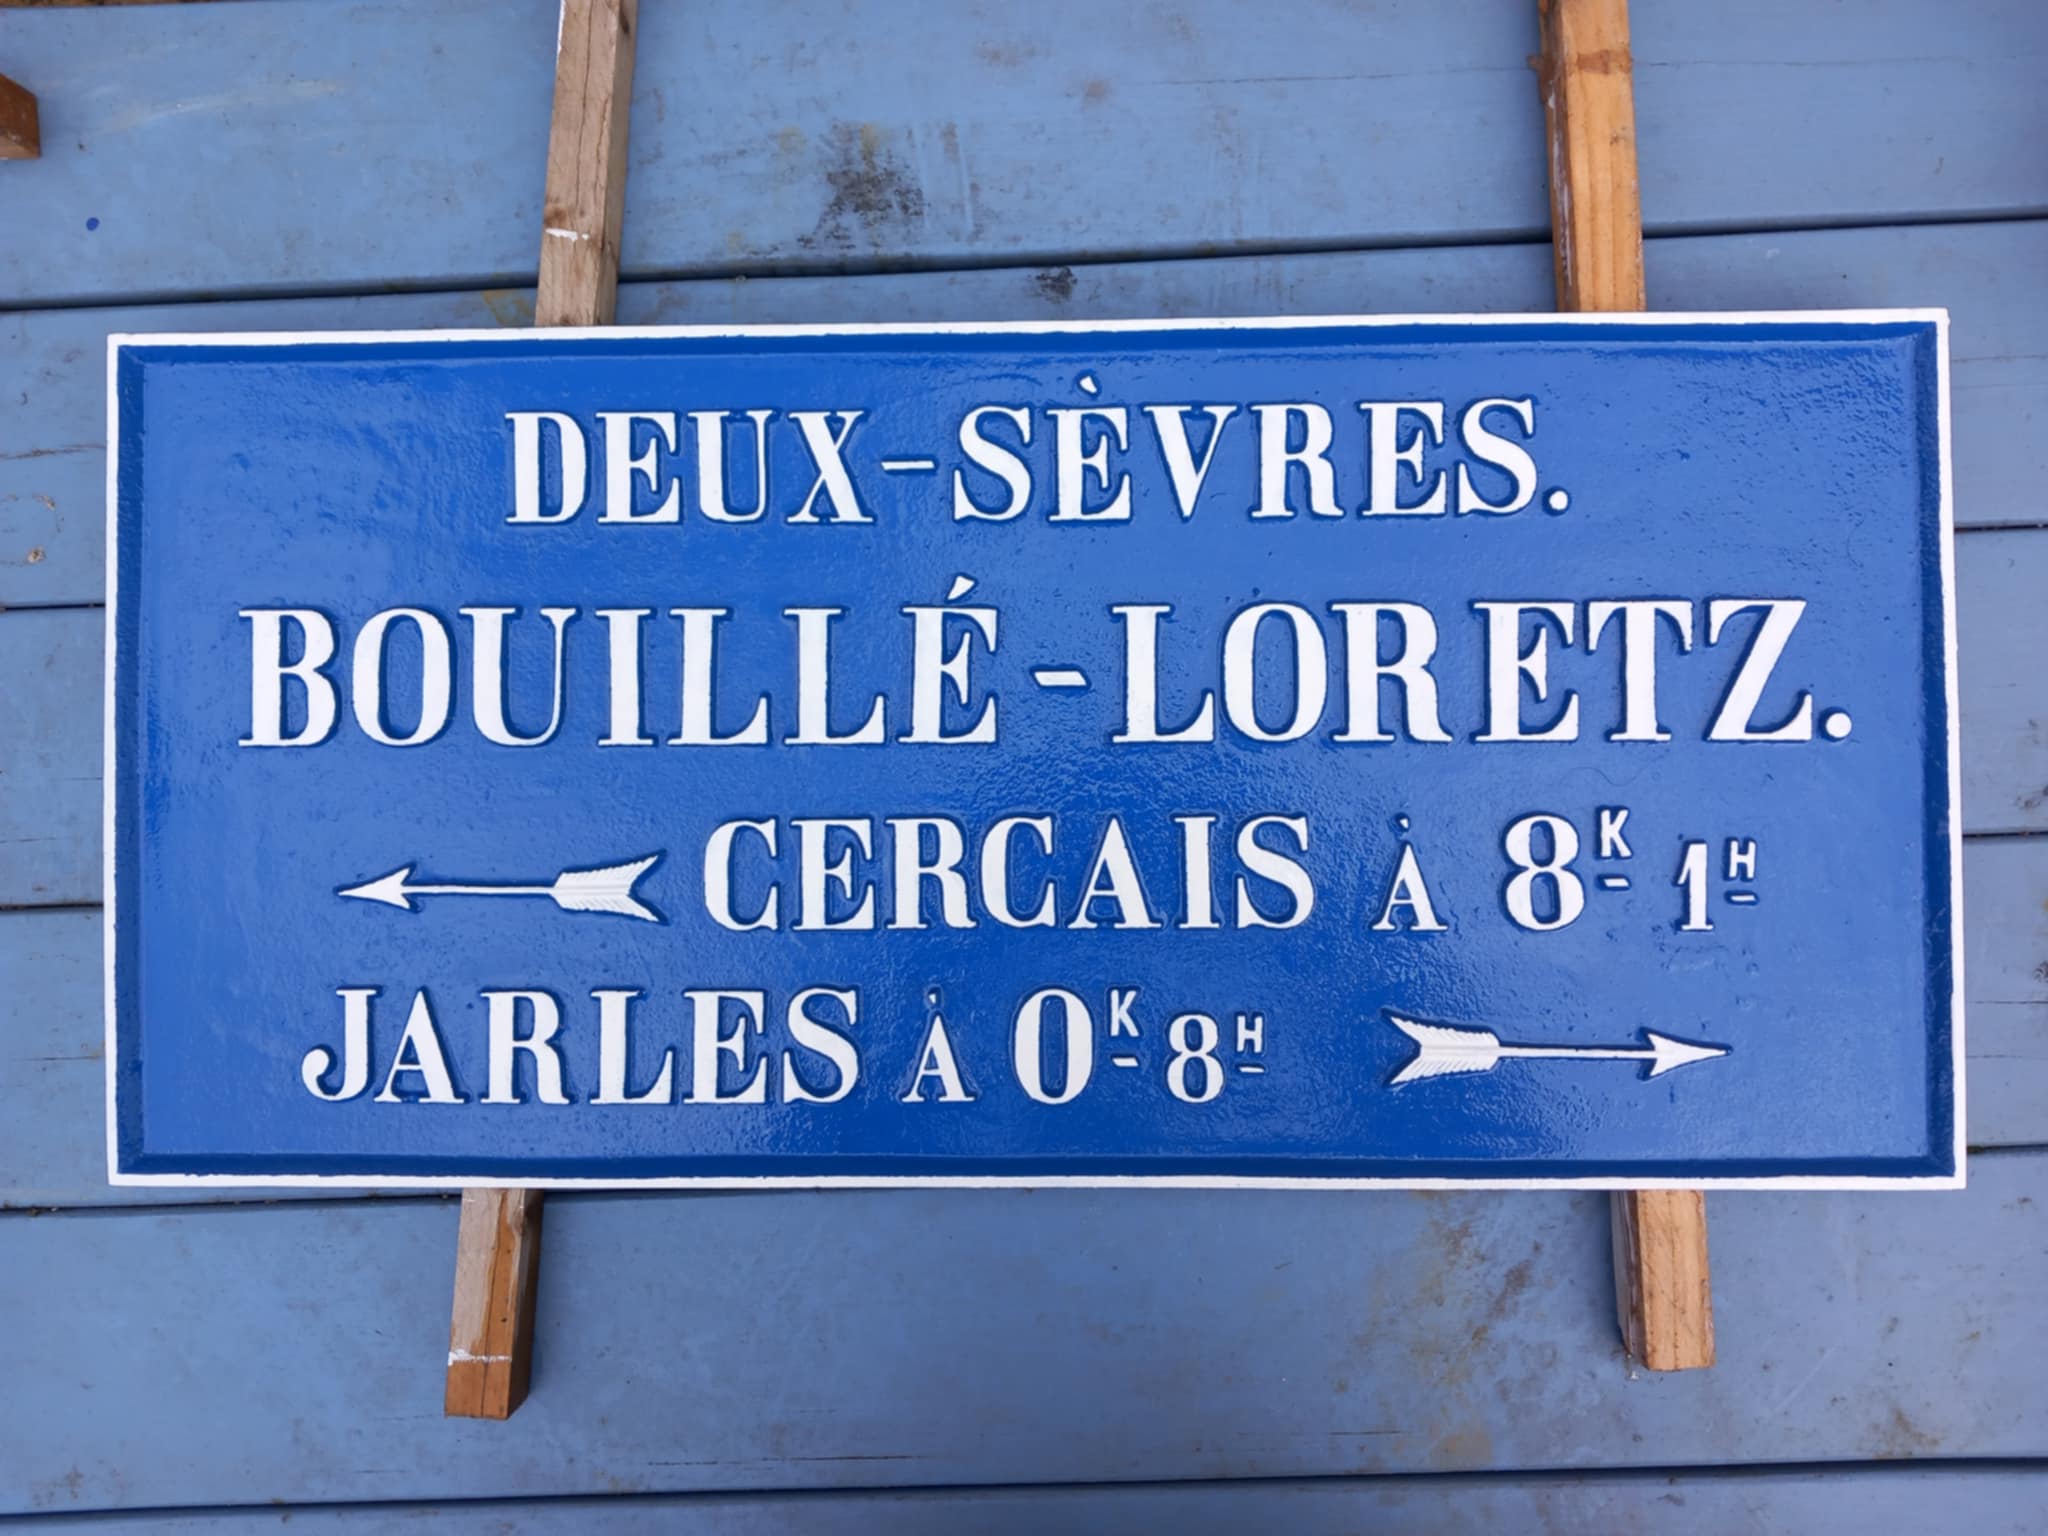 DEUX-SÈVRES.
BOUILLÉ-LORETZ.
CERCAIS À 8K 1H
JARLES À 0K 8H